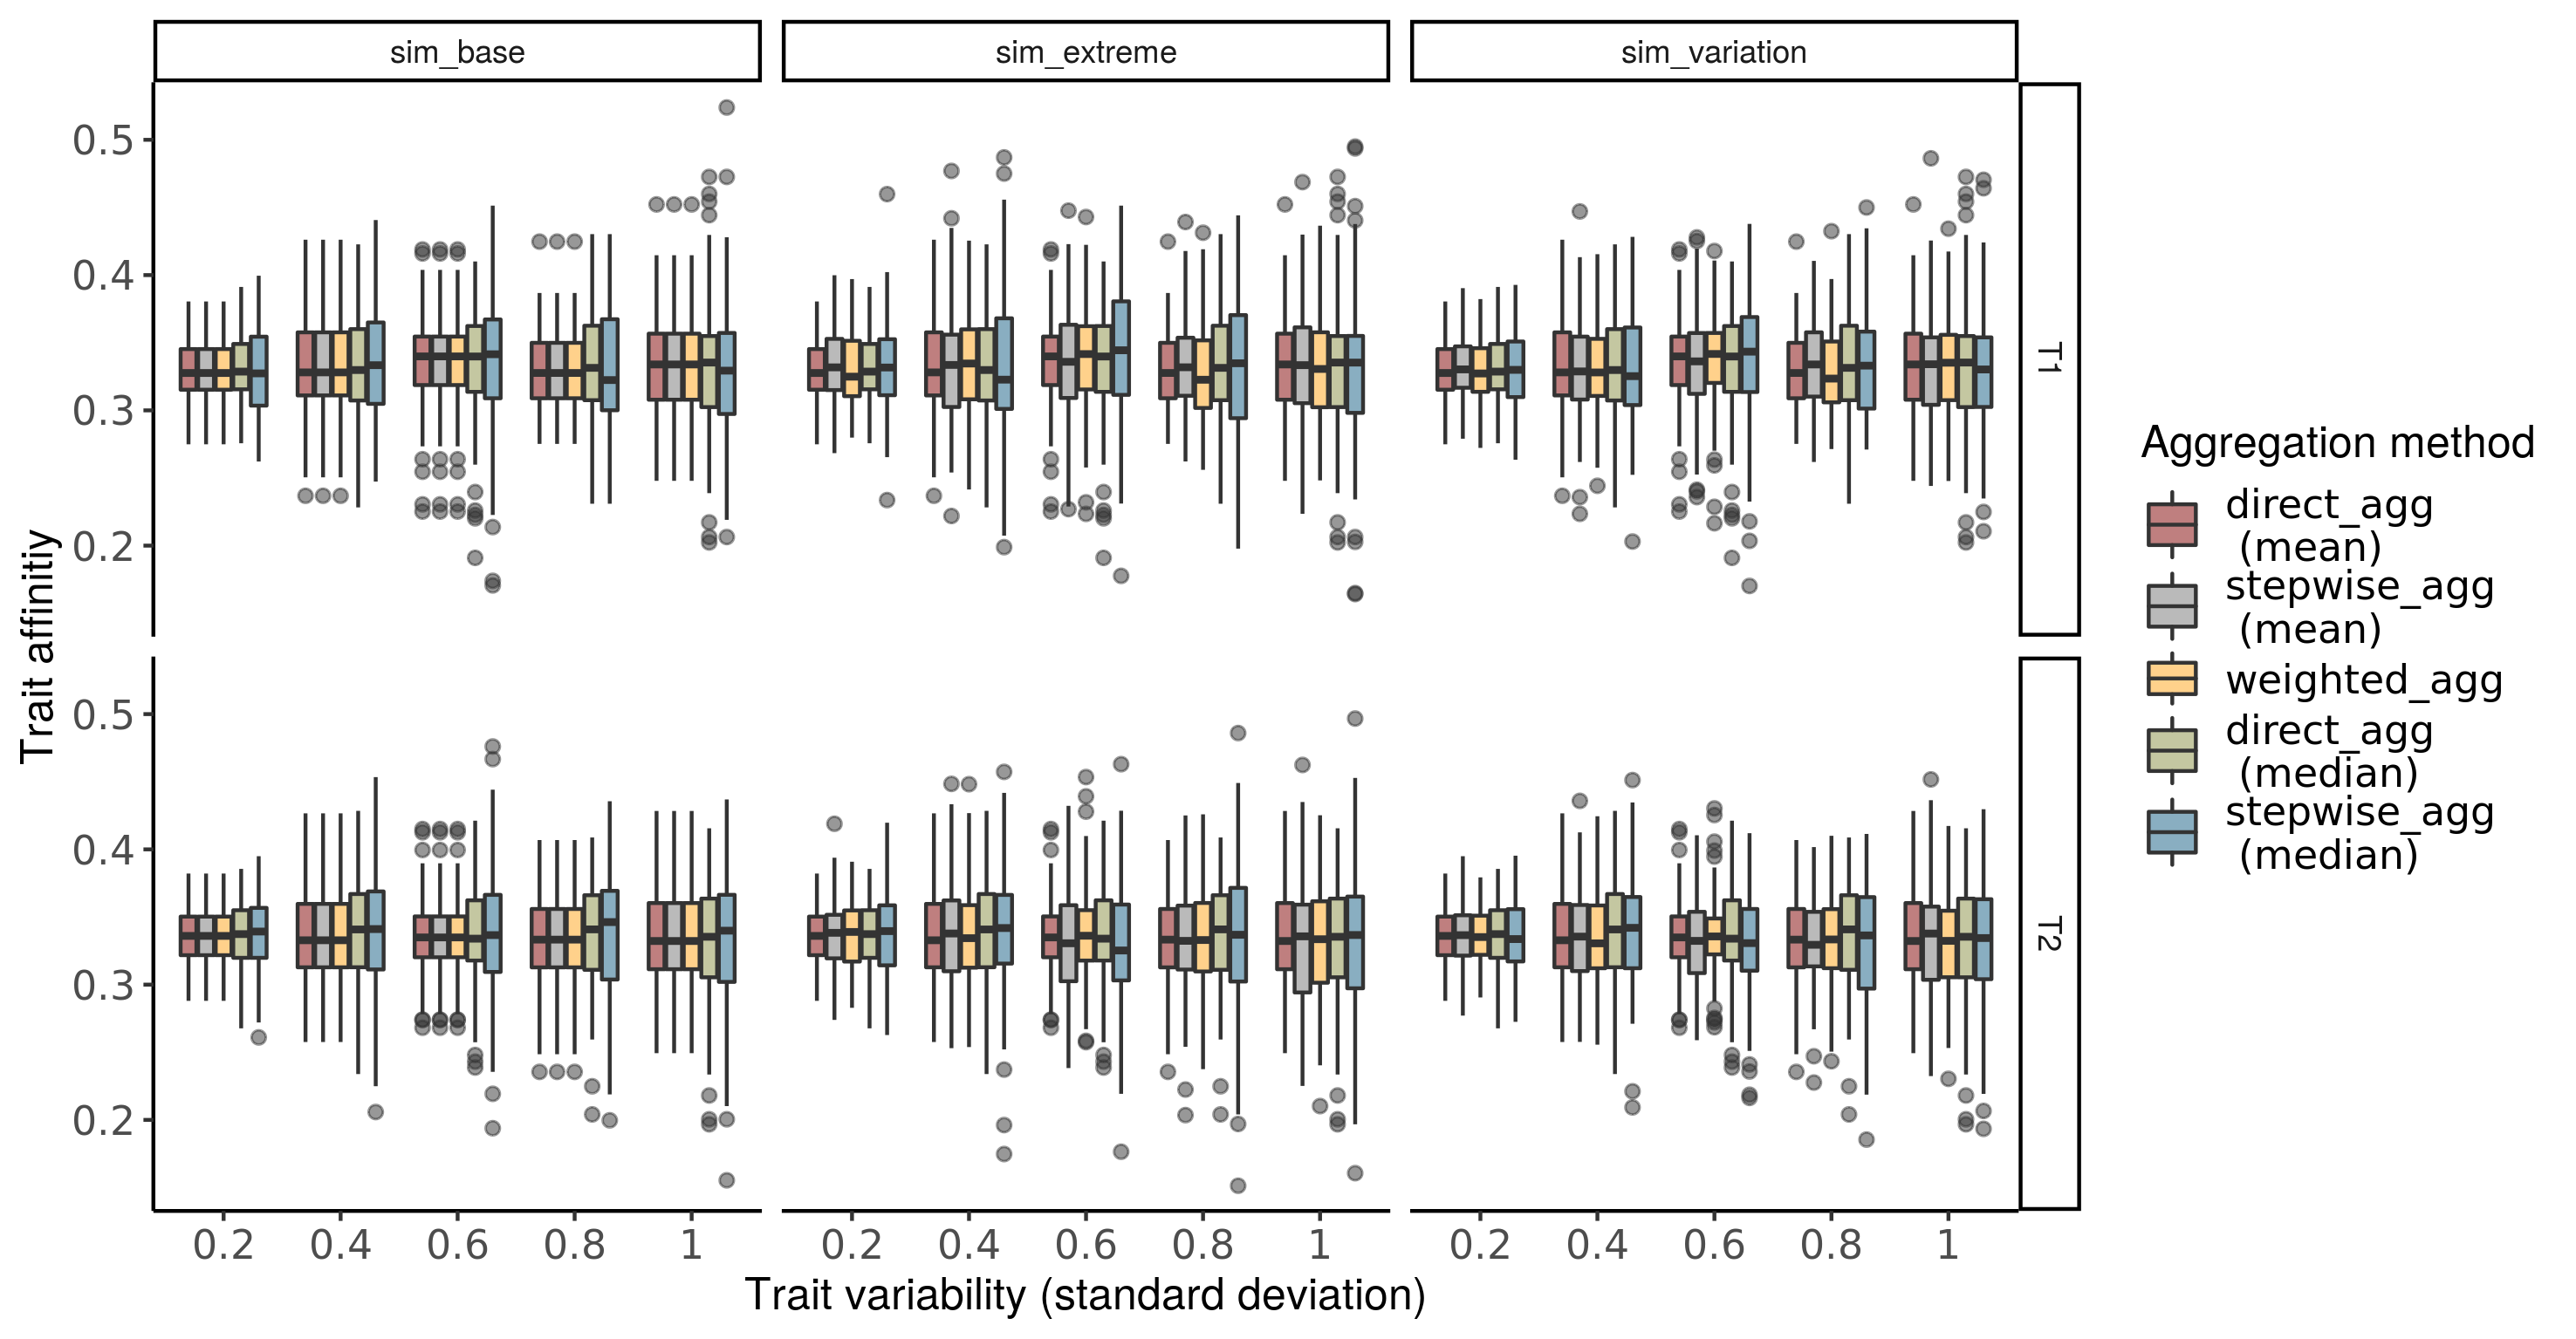 sim_base
sim_extreme
sim_variation
0.5
0.4
0.3
0.2
T1
0.5
0.4
0.3
0.2
T2
Trait affinitiy
0.2 0.4 0.6 0.8 1
0.2 0.4 0.6 0.8 1
0.2 0.4 0.6 0.8 1
Trait variability (standard deviation)
Aggregation method
direct_agg
(mean)
stepwise_agg
(mean)
weighted_agg
direct_agg
(median)
stepwise_agg
(median)